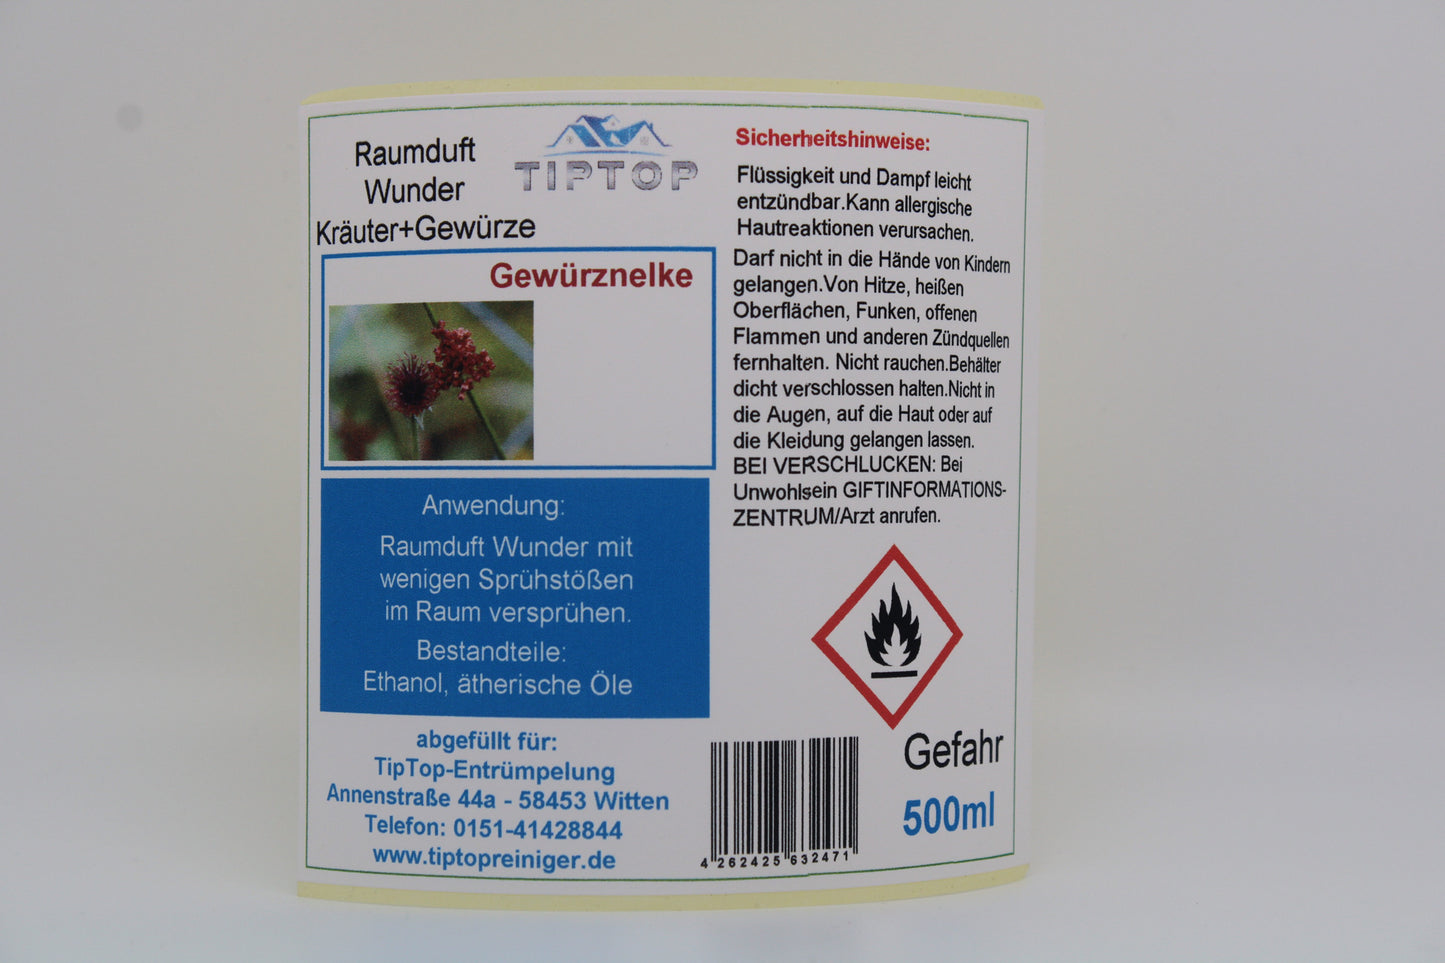 Raumduft
Wunder
Kräuter+Gewürze
TIPTOP
Gewürznelke
Anwendung:
Raumduft Wunder mit
wenigen Sprühstößen
im Raum versprühen.
Bestandteile:
Ethanol, ätherische Öle
abgefüllt für:
TipTop-Entrümpelung
Annenstraße 44a - 58453 Witten
Telefon: 0151-41428844
www.tiptopreiniger.de
Sicherheitshinweise:
Flüssigkeit und Dampf leicht
entzündbar.Kann allergische
Hautreaktionen verursachen.
Darf nicht in die Hände von Kindern
gelangen.Von Hitze, heißen
Oberflächen, Funken, offenen
Flammen und anderen Zündquellen
fernhalten. Nicht rauchen.Behälter
dicht verschlossen halten.Nicht in
die Augen, auf die Haut oder auf
die Kleidung gelangen lassen.
BEI VERSCHLUCKEN: Bei
Unwohlsein GIFTINFORMATIONS-
ZENTRUM/Arzt anrufen.
Gefahr
500ml
4 262425 632471